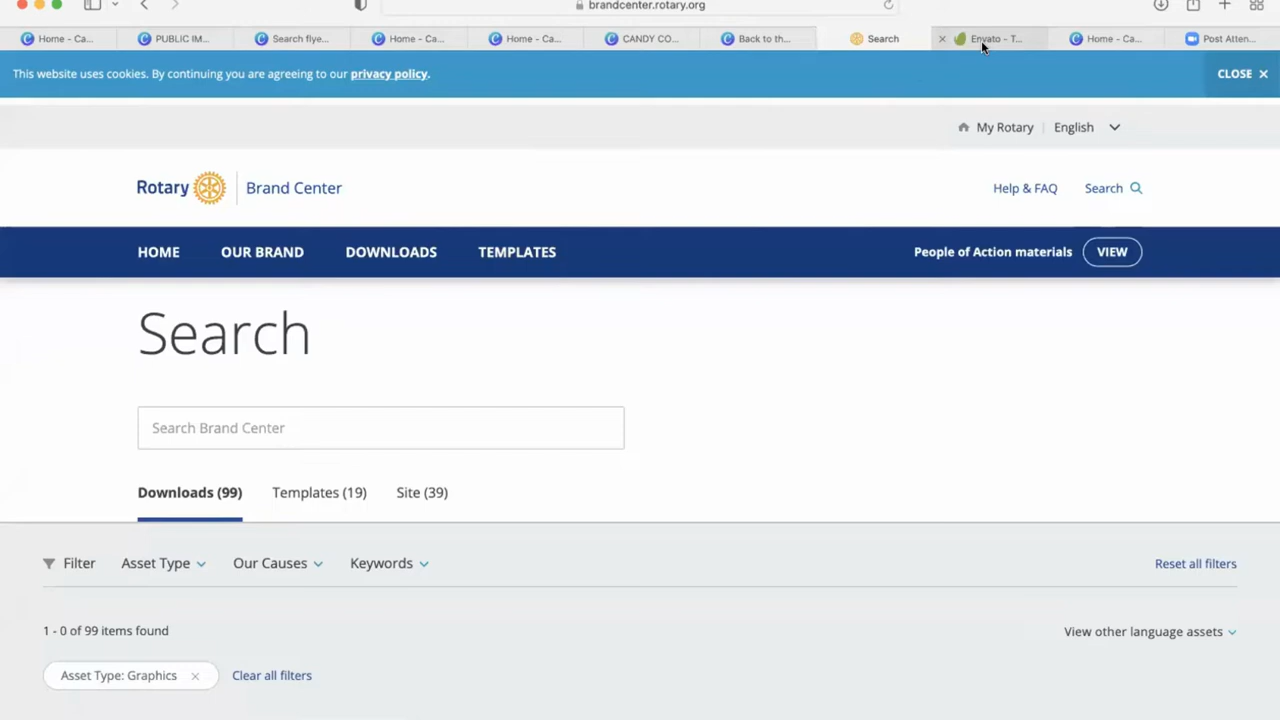 brandcenter.rotary.org
Home - Ca...
PUBLIC IM...
Search flye...
Home - Ca...
Home - Ca...
CANDY CO...
Back to th...
Search
Envato - T...
Home - Ca...
Post Atten...
This website uses cookies. By continuing you are agreeing to our privacy policy.
CLOSE ×
My Rotary
English
Rotary
Brand Center
Help & FAQ
Search
HOME
OUR BRAND
DOWNLOADS
TEMPLATES
People of Action materials
VIEW
Search
Search Brand Center
Downloads (99)
Templates (19)
Site (39)
Filter
Asset Type
Our Causes
Keywords
Reset all filters
1 - 0 of 99 items found
View other language assets
Asset Type: Graphics ×
Clear all filters